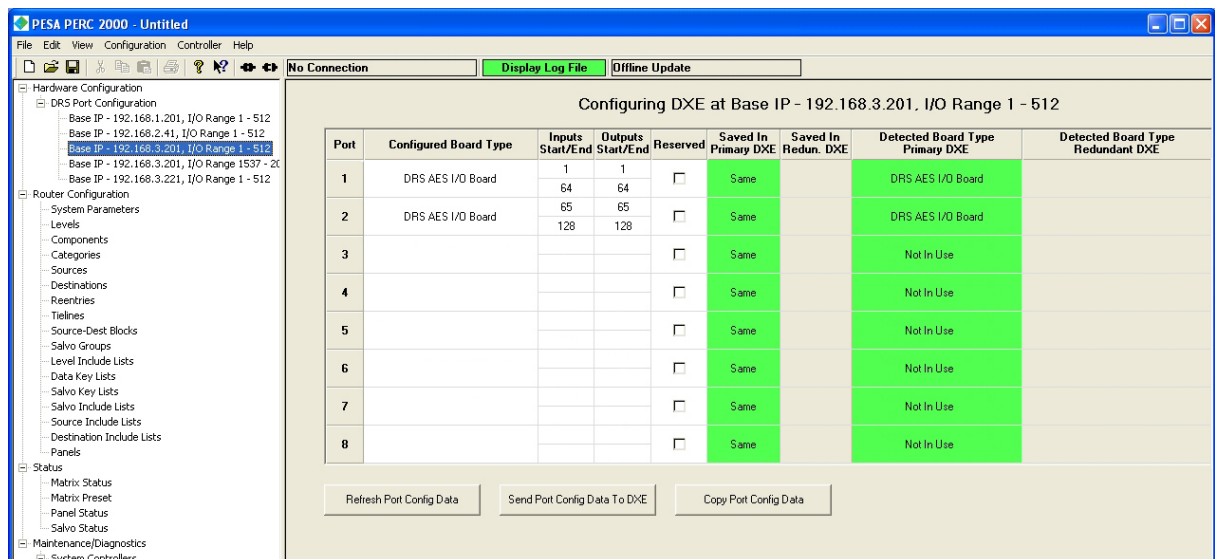 PESA PERC 2000 - Untitled
File Edit View Configuration Controller Help
No Connection Display Log File Offline Update
Hardware Configuration
DRS Port Configuration
Base IP - 192.168.1.201, I/O Range 1 - 512
Base IP - 192.168.2.41, I/O Range 1 - 512
Base IP - 192.168.3.201, I/O Range 1 - 512
Base IP - 192.168.3.201, I/O Range 1537 - 20
Base IP - 192.168.3.221, I/O Range 1 - 512
Router Configuration
System Parameters
Levels
Components
Categories
Sources
Destinations
Reentries
Tielines
Source-Dest Blocks
Salvo Groups
Level Include Lists
Data Key Lists
Salvo Key Lists
Salvo Include Lists
Source Include Lists
Destination Include Lists
Panels
Status
Matrix Status
Matrix Preset
Panel Status
Salvo Status
Maintenance/Diagnostics
System Controllers
Configuring DXE at Base IP - 192.168.3.201, I/O Range 1 - 512
Port Configured Board Type Inputs Start/End Outputs Start/End Reserved Saved In Primary DXE Saved In Redun. DXE Detected Board Type Primary DXE Detected Board Type Redundant DXE
1 DRS AES I/O Board 1 64 1 64 Same DRS AES I/O Board
2 DRS AES I/O Board 65 128 65 128 Same DRS AES I/O Board
3 Same Not In Use
4 Same Not In Use
5 Same Not In Use
6 Same Not In Use
7 Same Not In Use
8 Same Not In Use
Refresh Port Config Data Send Port Config Data To DXE Copy Port Config Data